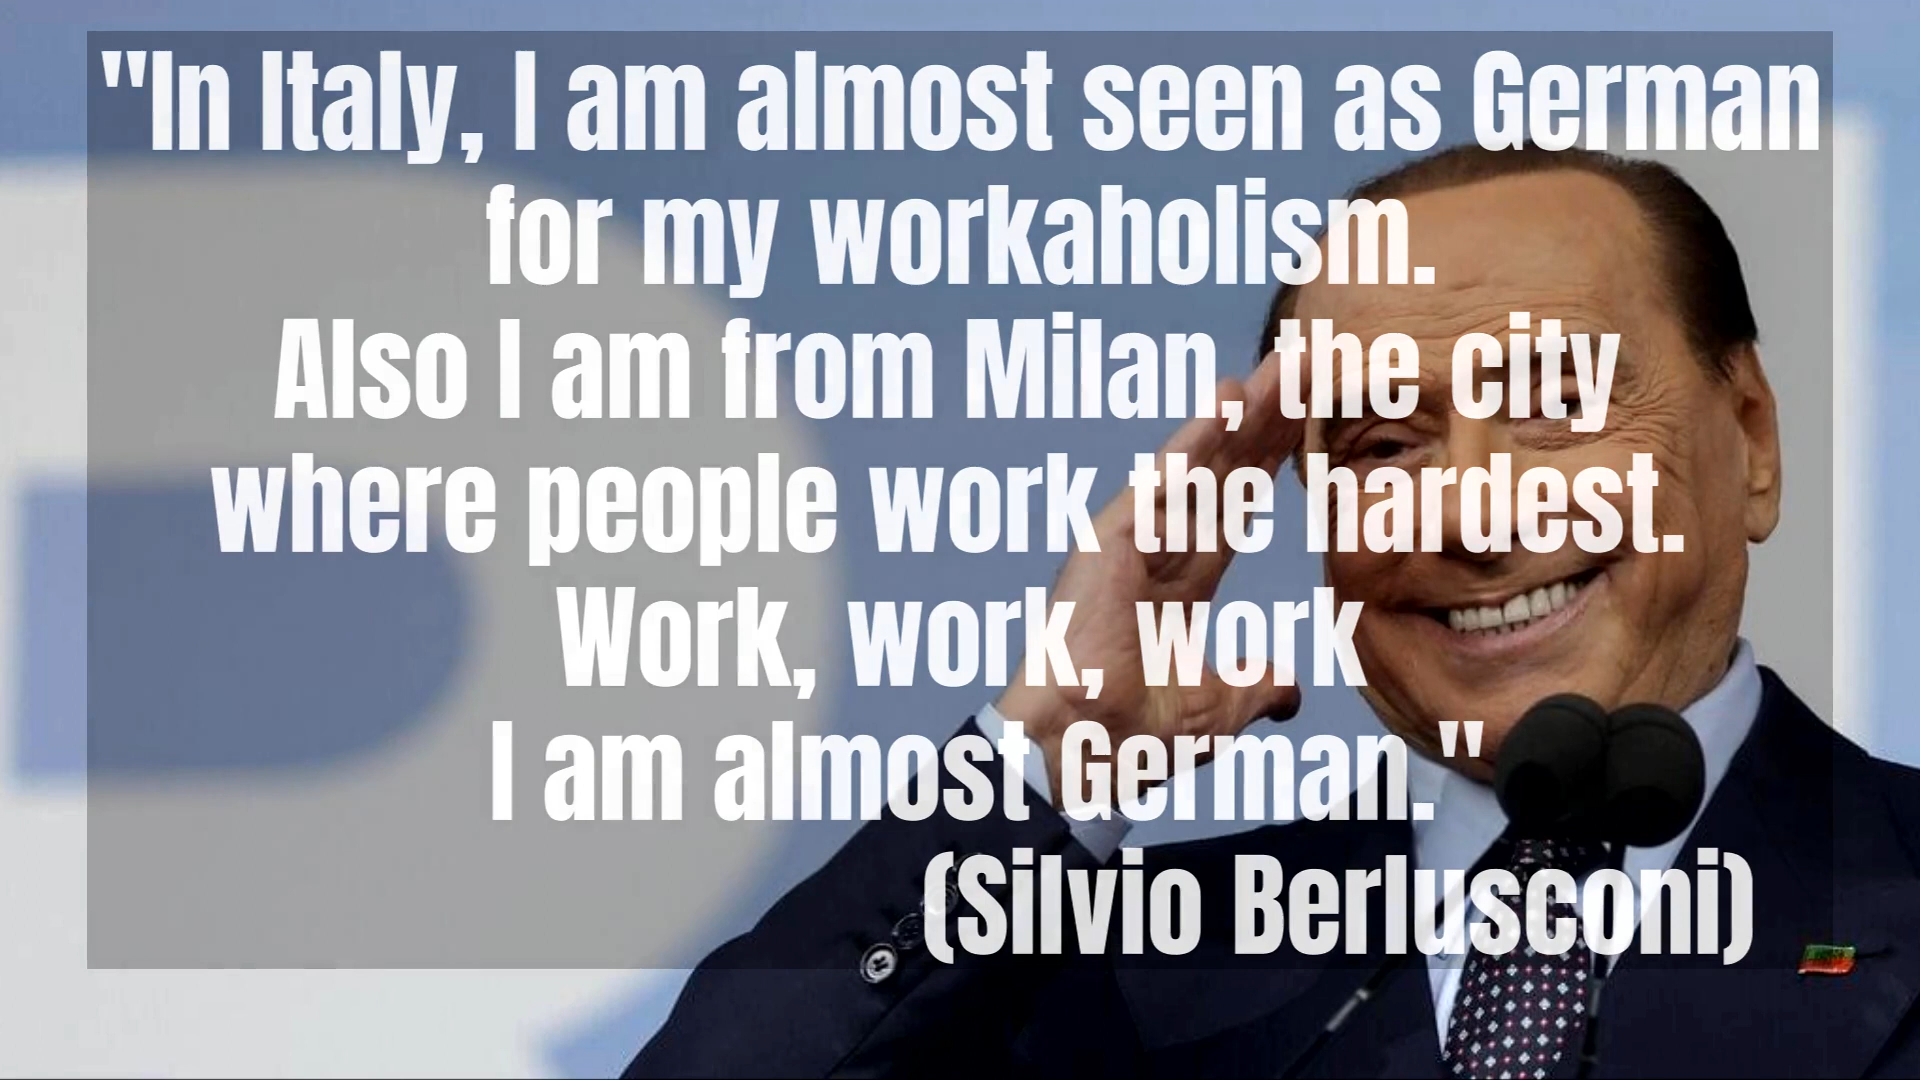 "In Italy, I am almost seen as German
for my workaholism.
Also I am from Milan, the city
where people work the hardest.
Work, work, work
I am almost German."
(Silvio Berlusconi)